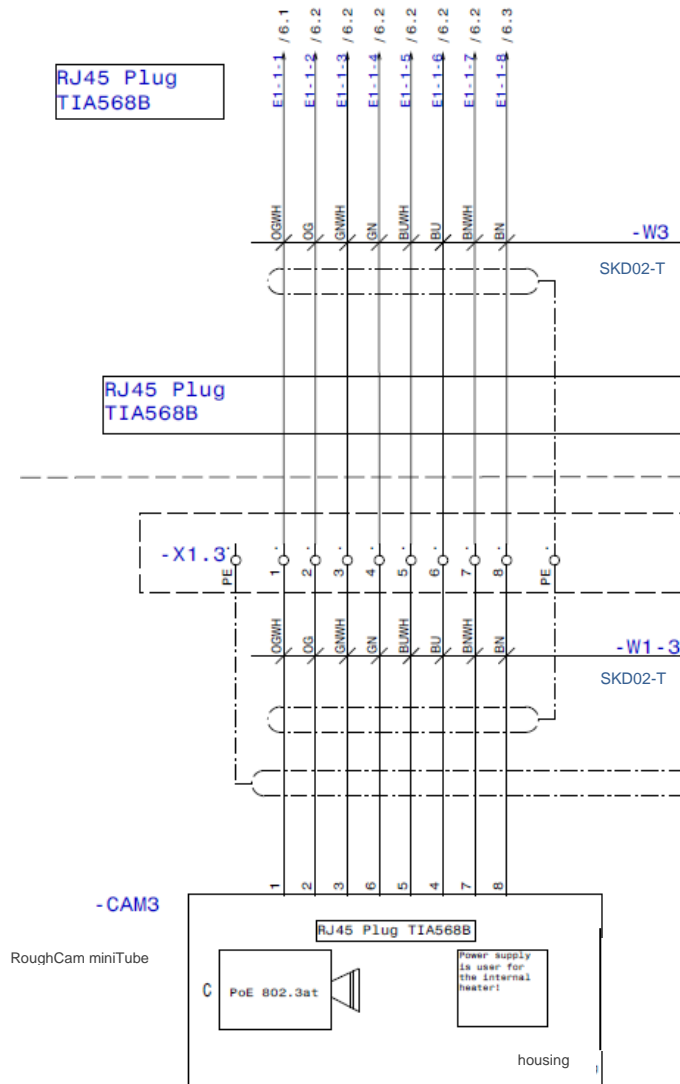 /6.1
/6.2
/6.2
/6.2
/6.2
/6.2
/6.2
/6.3
RJ45 Plug
TIA568B
E1-1-1
E1-1-2
E1-1-3
E1-1-4
E1-1-5
E1-1-6
E1-1-7
E1-1-8
OGWH
OG
GNWH
GN
BUWH
BU
BNWH
BN
-W3
SKD02-T
RJ45 Plug
TIA568B
-X1.3
PE
1
2
3
4
5
6
7
8
PE
OGWH
OG
GNWH
GN
BUWH
BU
BNWH
BN
-W1-3
SKD02-T
1
2
3
6
5
4
7
8
-CAM3
RJ45 Plug TIA568B
RoughCam miniTube
C
PoE 802.3at
Power supply
is user for
the internal
heater!
housing